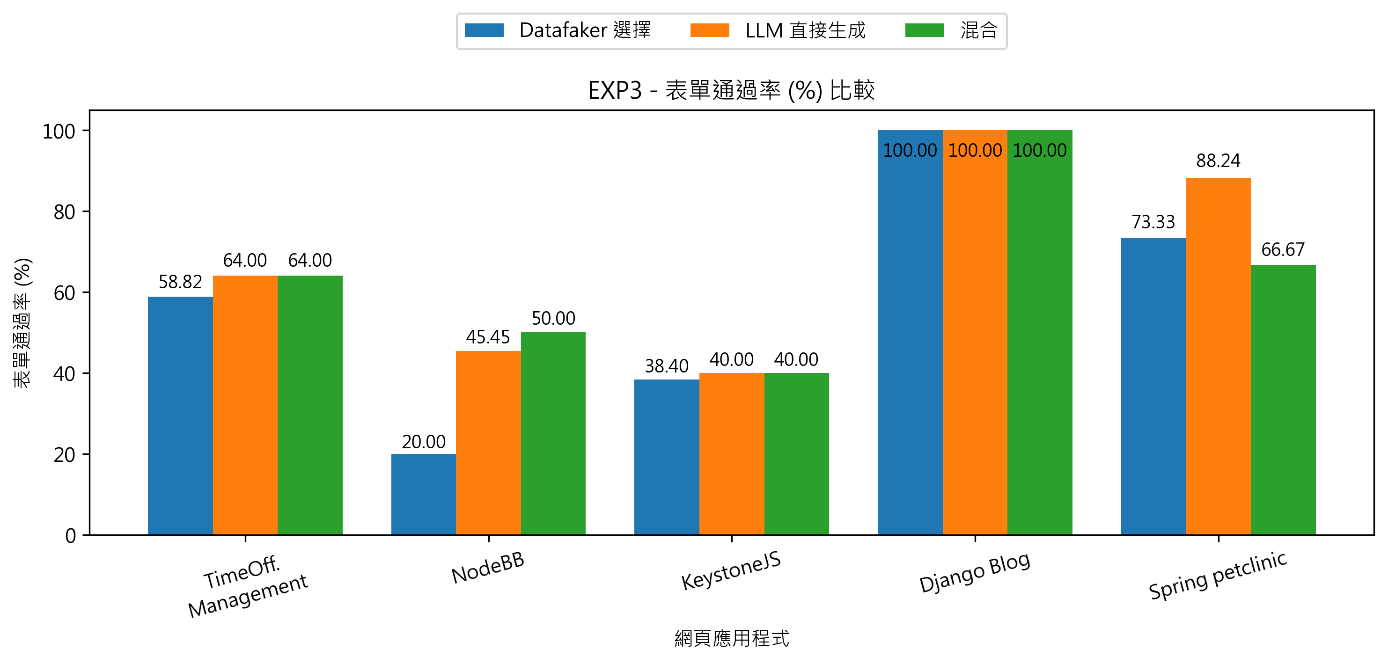 Datafaker 選擇 LLM 直接生成 混合
EXP3 - 表單通過率 (%) 比較
表單通過率 (%)
100
80
60
40
20
0
58.82 64.00 64.00
20.00 45.45 50.00
38.40 40.00 40.00
100.00 100.00 100.00
73.33 88.24 66.67
TimeOff.
Management
NodeBB
KeystoneJS
Django Blog
Spring petclinic
網頁應用程式